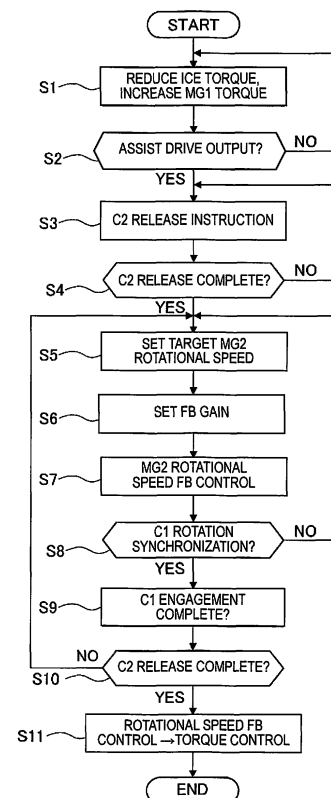 START
S1
REDUCE ICE TORQUE,
INCREASE MG1 TORQUE
S2
ASSIST DRIVE OUTPUT?
NO
YES
S3
C2 RELEASE INSTRUCTION
S4
C2 RELEASE COMPLETE?
NO
YES
S5
SET TARGET MG2
ROTATIONAL SPEED
S6
SET FB GAIN
S7
MG2 ROTATIONAL
SPEED FB CONTROL
S8
C1 ROTATION
SYNCHRONIZATION?
NO
YES
S9
C1 ENGAGEMENT
COMPLETE?
NO
S10
C2 RELEASE COMPLETE?
YES
S11
ROTATIONAL SPEED FB
CONTROL→TORQUE CONTROL
END